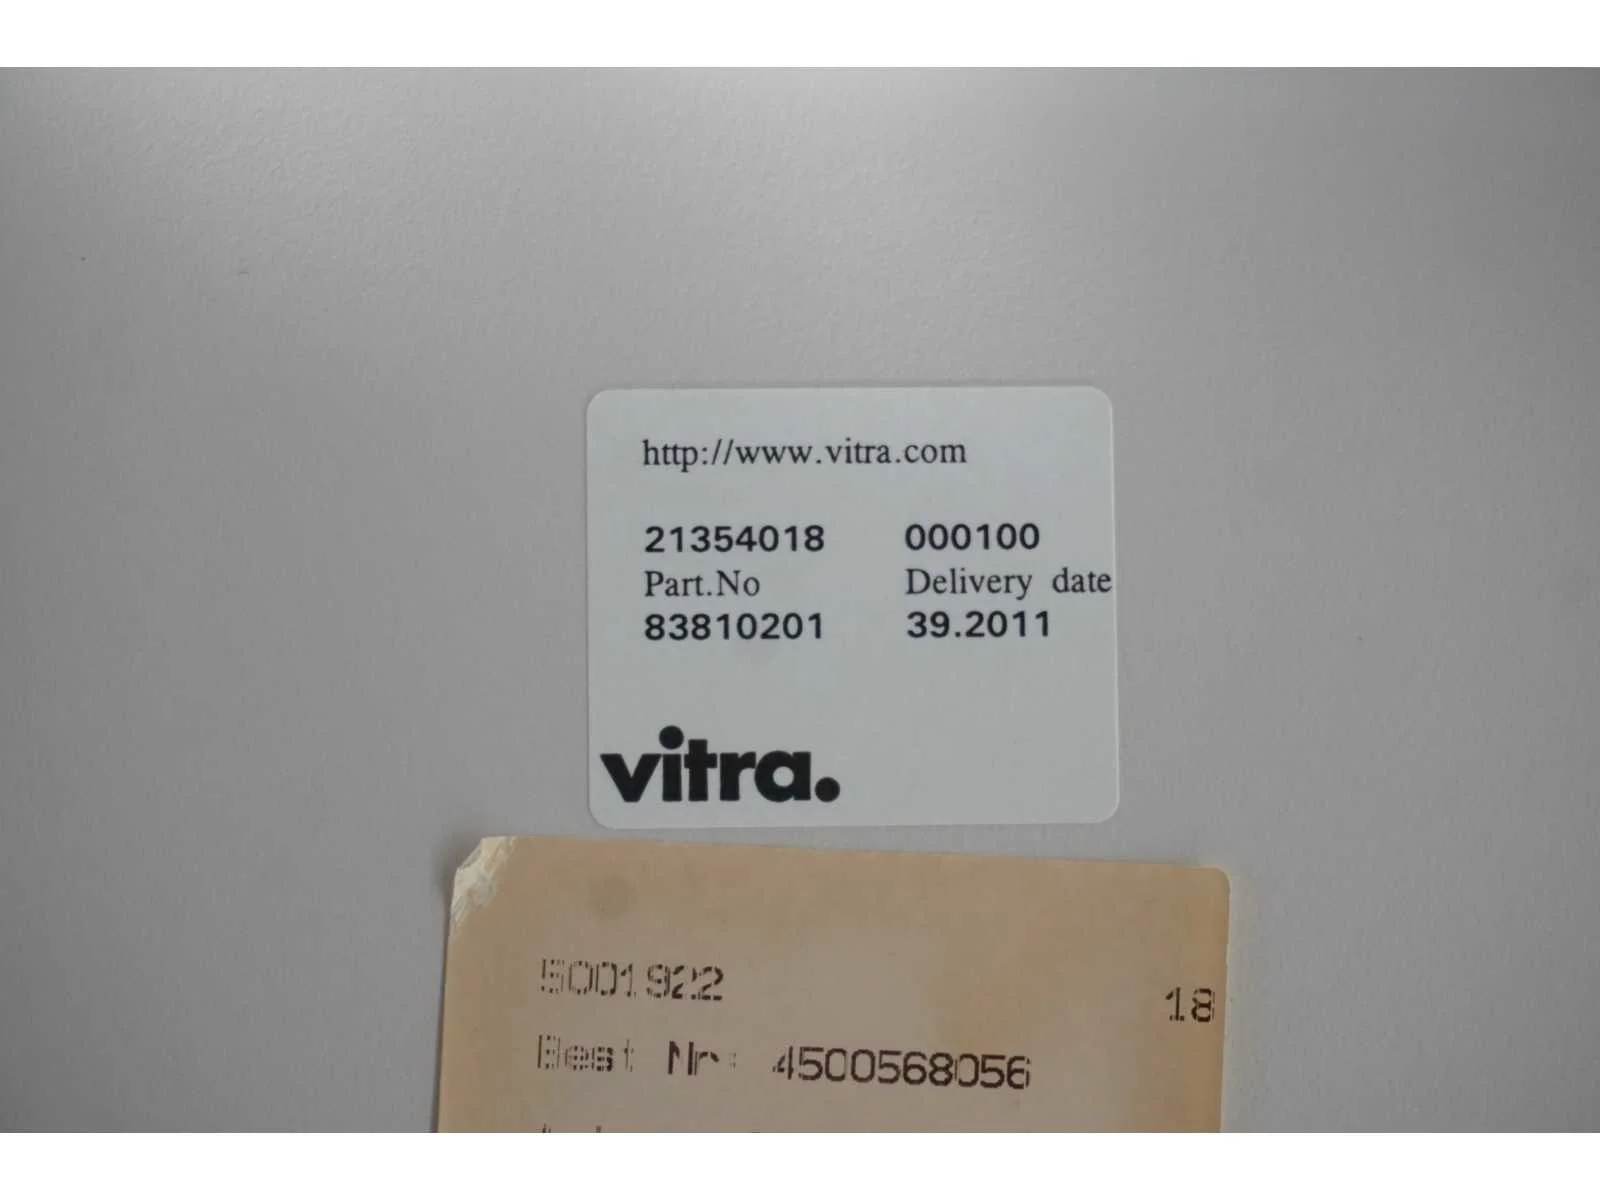 http://www.vitra.com
21354018 000100
Part.No Delivery date
83810201 39.2011
vitra.
5001922 18
Best Nr: 4500568056